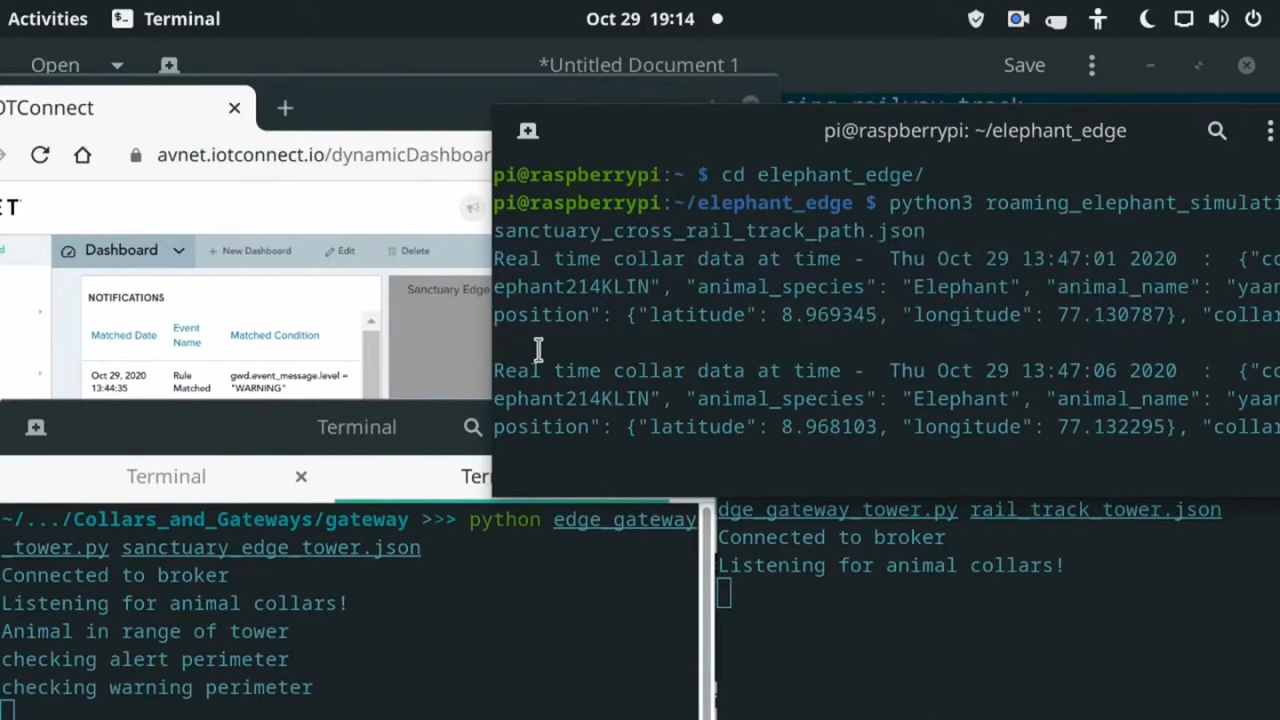 Activities Terminal Oct 29 19:14
Open *Untitled Document 1 Save
OTConnect
avnet.iotconnect.io/dynamicDashboar
ET
Dashboard New Dashboard Edit Delete
NOTIFICATIONS
Matched Date Event Name Matched Condition
Oct 29, 2020 13:44:35 Rule Matched gwd.event_message.level = "WARNING"
Sanctuary Edge
pi@raspberrypi: ~/elephant_edge
pi@raspberrypi:~ $ cd elephant_edge/
pi@raspberrypi:~/elephant_edge $ python3 roaming_elephant_simulati
sanctuary_cross_rail_track_path.json
Real time collar data at time - Thu Oct 29 13:47:01 2020 : {"co
ephant214KLIN", "animal_species": "Elephant", "animal_name": "yaan
position": {"latitude": 8.969345, "longitude": 77.130787}, "collar
Real time collar data at time - Thu Oct 29 13:47:06 2020 : {"co
ephant214KLIN", "animal_species": "Elephant", "animal_name": "yaan
position": {"latitude": 8.968103, "longitude": 77.132295}, "collar
Terminal
Terminal Ter
~/.../Collars_and_Gateways/gateway >>> python edge_gateway
_tower.py sanctuary_edge_tower.json
Connected to broker
Listening for animal collars!
Animal in range of tower
checking alert perimeter
checking warning perimeter
dge_gateway_tower.py rail_track_tower.json
Connected to broker
Listening for animal collars!